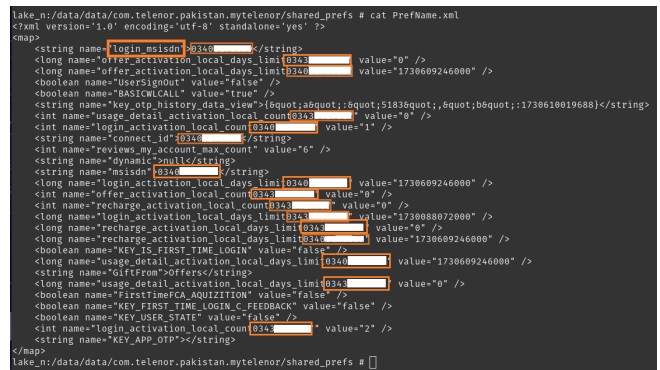 lake_n:/data/data/com.telenor.pakistan.mytelenor/shared_prefs # cat PrefName.xml
<?xml version='1.0' encoding='utf-8' standalone='yes' ?>
<map>
<string name="login_msisdn">0340</string>
<long name="offer_activation_local_days_limit0343 value="0" />
<long name="offer_activation_local_days_limit0340 value="1730609246000" />
<boolean name="UserSignOut" value="false" />
<boolean name="BASICWLCALL" value="true" />
<string name="key_otp_history_data_view">{&quot;a&quot;:&quot;5183&quot;,&quot;b&quot;:1730610019688}</string>
<int name="usage_detail_activation_local_count0343 value="0" />
<int name="login_activation_local_count0340 value="1" />
<string name="connect_id">0340</string>
<int name="reviews_my_account_max_count" value="6" />
<string name="dynamic">null</string>
<string name="msisdn">0340</string>
<long name="login_activation_local_days_limi0340 value="1730609246000" />
<int name="offer_activation_local_count0343 value="0" />
<int name="recharge_activation_local_count0343" value="0" />
<long name="login_activation_local_days_limit0343 value="1730088072000" />
<long name="recharge_activation_local_days_limit0343 value="0" />
<long name="recharge_activation_local_days_limit0340 value="1730609246000" />
<boolean name="KEY_IS_FIRST_TIME_LOGIN" value="false" />
<long name="usage_detail_activation_local_days_limi0340 value="1730609246000" />
<string name="GiftFrom">Offers</string>
<long name="usage_detail_activation_local_days_limi0343 value="0" />
<boolean name="FirstTimeFCA_AQUIZITION" value="false" />
<boolean name="KEY_FIRST_TIME_LOGIN_C_FEEDBACK" value="false" />
<boolean name="KEY_USER_STATE" value="false" />
<int name="login_activation_local_count0343" value="2" />
<string name="KEY_APP_OTP"></string>
</map>
lake_n:/data/data/com.telenor.pakistan.mytelenor/shared_prefs #